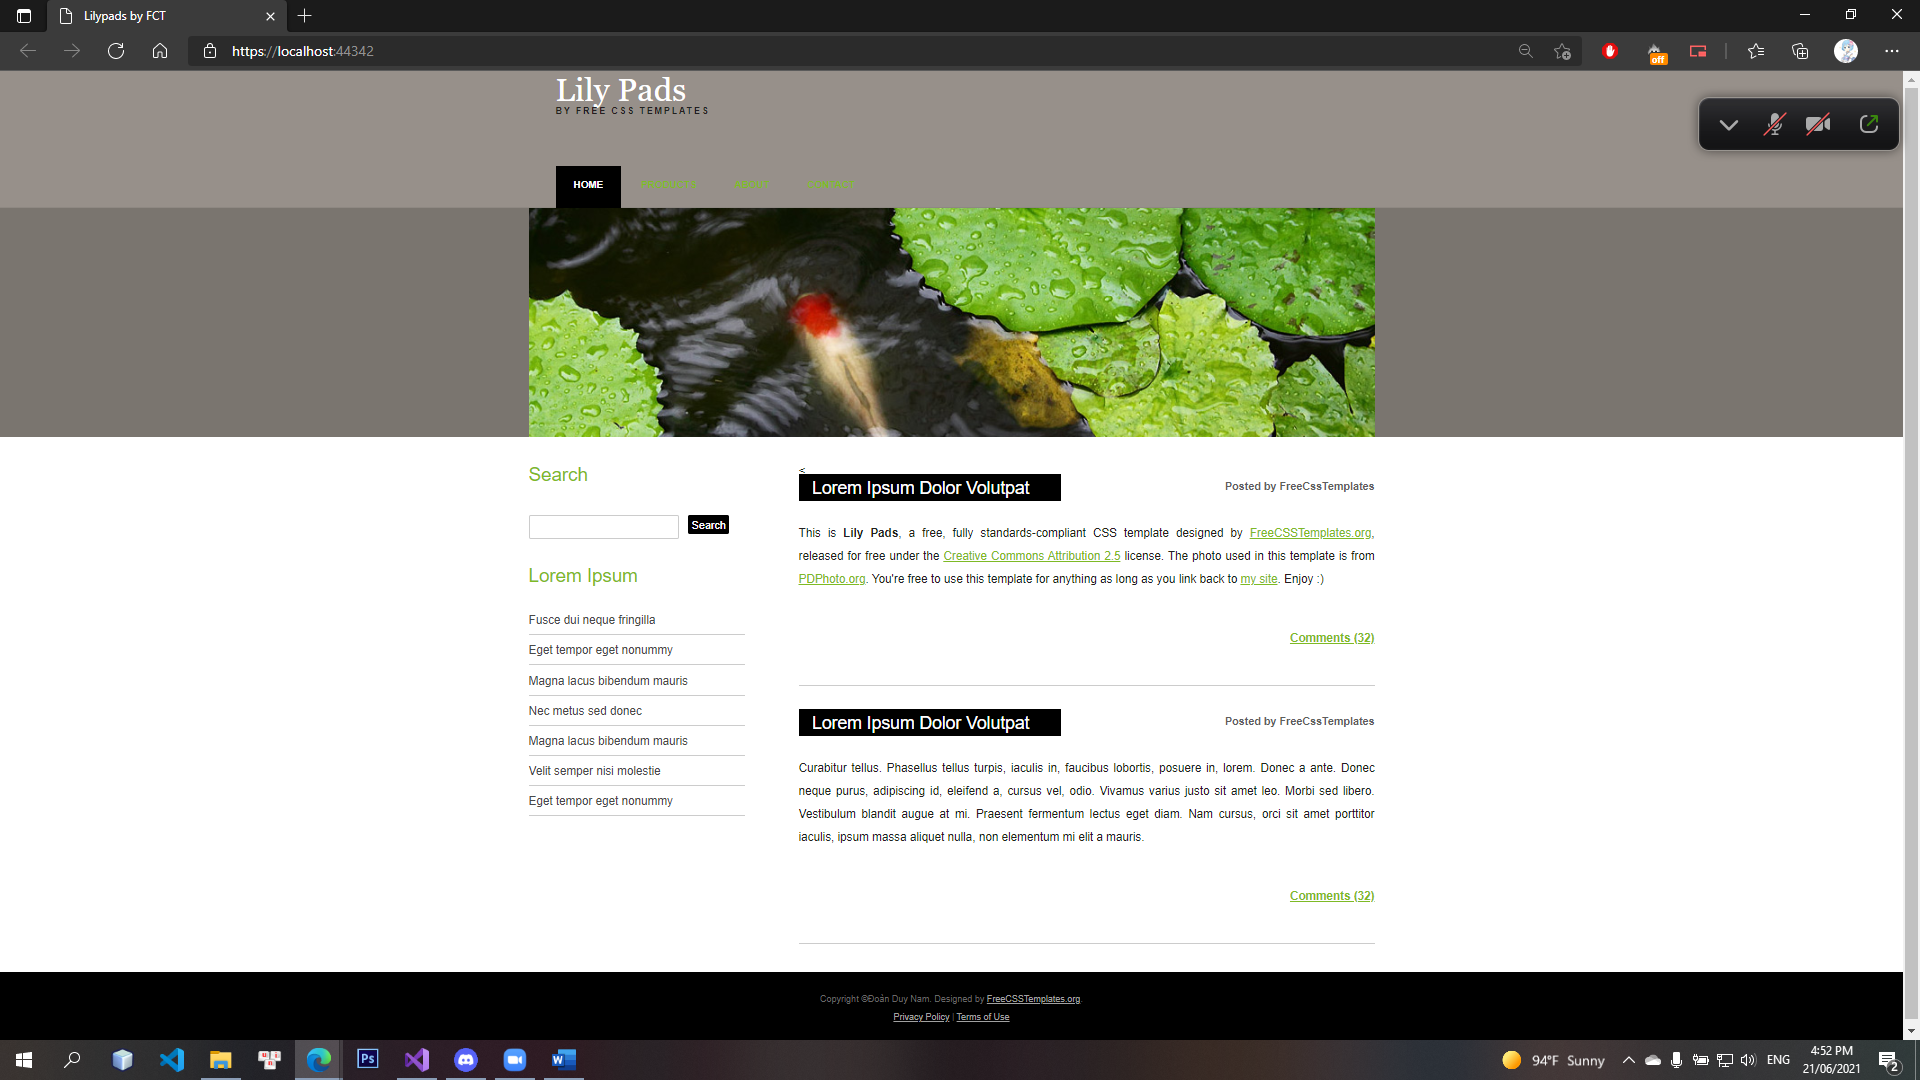 Lilypads by FCT
https://localhost:44342
off
Lily Pads
BY FREE CSS TEMPLATES
HOME PRODUCTS ABOUT CONTACT
Search
Search
Lorem Ipsum
Fusce dui neque fringilla
Eget tempor eget nonummy
Magna lacus bibendum mauris
Nec metus sed donec
Magna lacus bibendum mauris
Velit semper nisi molestie
Eget tempor eget nonummy
<
Lorem Ipsum Dolor Volutpat Posted by FreeCssTemplates
This is Lily Pads, a free, fully standards-compliant CSS template designed by FreeCSSTemplates.org,
released for free under the Creative Commons Attribution 2.5 license. The photo used in this template is from
PDPhoto.org. You're free to use this template for anything as long as you link back to my site. Enjoy :)
Comments (32)
Lorem Ipsum Dolor Volutpat Posted by FreeCssTemplates
Curabitur tellus. Phasellus tellus turpis, iaculis in, faucibus lobortis, posuere in, lorem. Donec a ante. Donec
neque purus, adipiscing id, eleifend a, cursus vel, odio. Vivamus varius justo sit amet leo. Morbi sed libero.
Vestibulum blandit augue at mi. Praesent fermentum lectus eget diam. Nam cursus, orci sit amet porttitor
iaculis, ipsum massa aliquet nulla, non elementum mi elit a mauris.
Comments (32)
Copyright ©Đoàn Duy Nam. Designed by FreeCSSTemplates.org.
Privacy Policy | Terms of Use
Ps
94°F Sunny
ENG
4:52 PM
21/06/2021
2